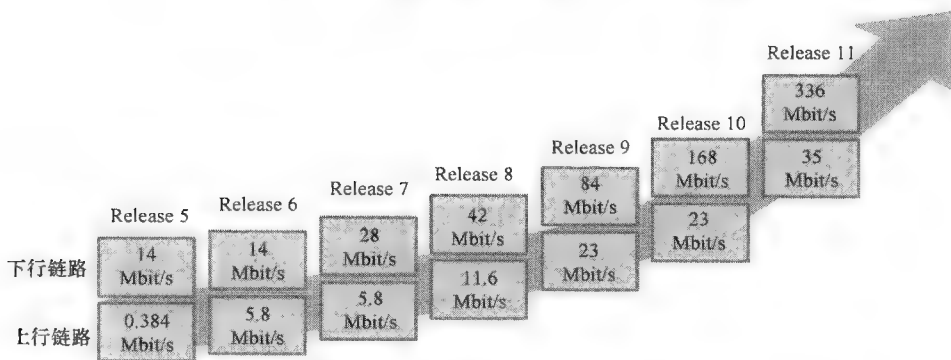 Release 11
336
Mbit/s
Release 10
168
Mbit/s
35
Mbit/s
Release 9
84
Mbit/s
23
Mbit/s
Release 8
42
Mbit/s
23
Mbit/s
Release 7
28
Mbit/s
11.6
Mbit/s
Release 6
14
Mbit/s
5.8
Mbit/s
Release 5
14
Mbit/s
5.8
Mbit/s
下行链路
0.384
Mbit/s
上行链路